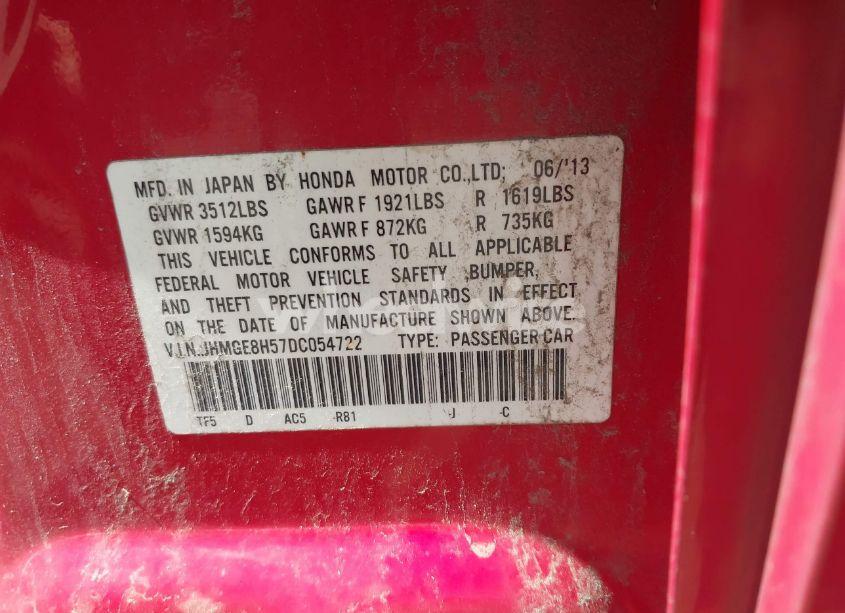 MFD. IN JAPAN BY HONDA MOTOR CO.,LTD; 06/'13
GVWR 3512LBS GAWR F 1921LBS R 1619LBS
GVWR 1594KG GAWR F 872KG R 735KG
THIS VEHICLE CONFORMS TO ALL APPLICABLE
FEDERAL MOTOR VEHICLE SAFETY ,BUMPER,
AND THEFT PREVENTION STANDARDS IN EFFECT
ON THE DATE OF MANUFACTURE SHOWN ABOVE.
V.I.N.:JHMGE8H57DC054722 TYPE: PASSENGER CAR
TF5 D AC5 -R81 -J -C